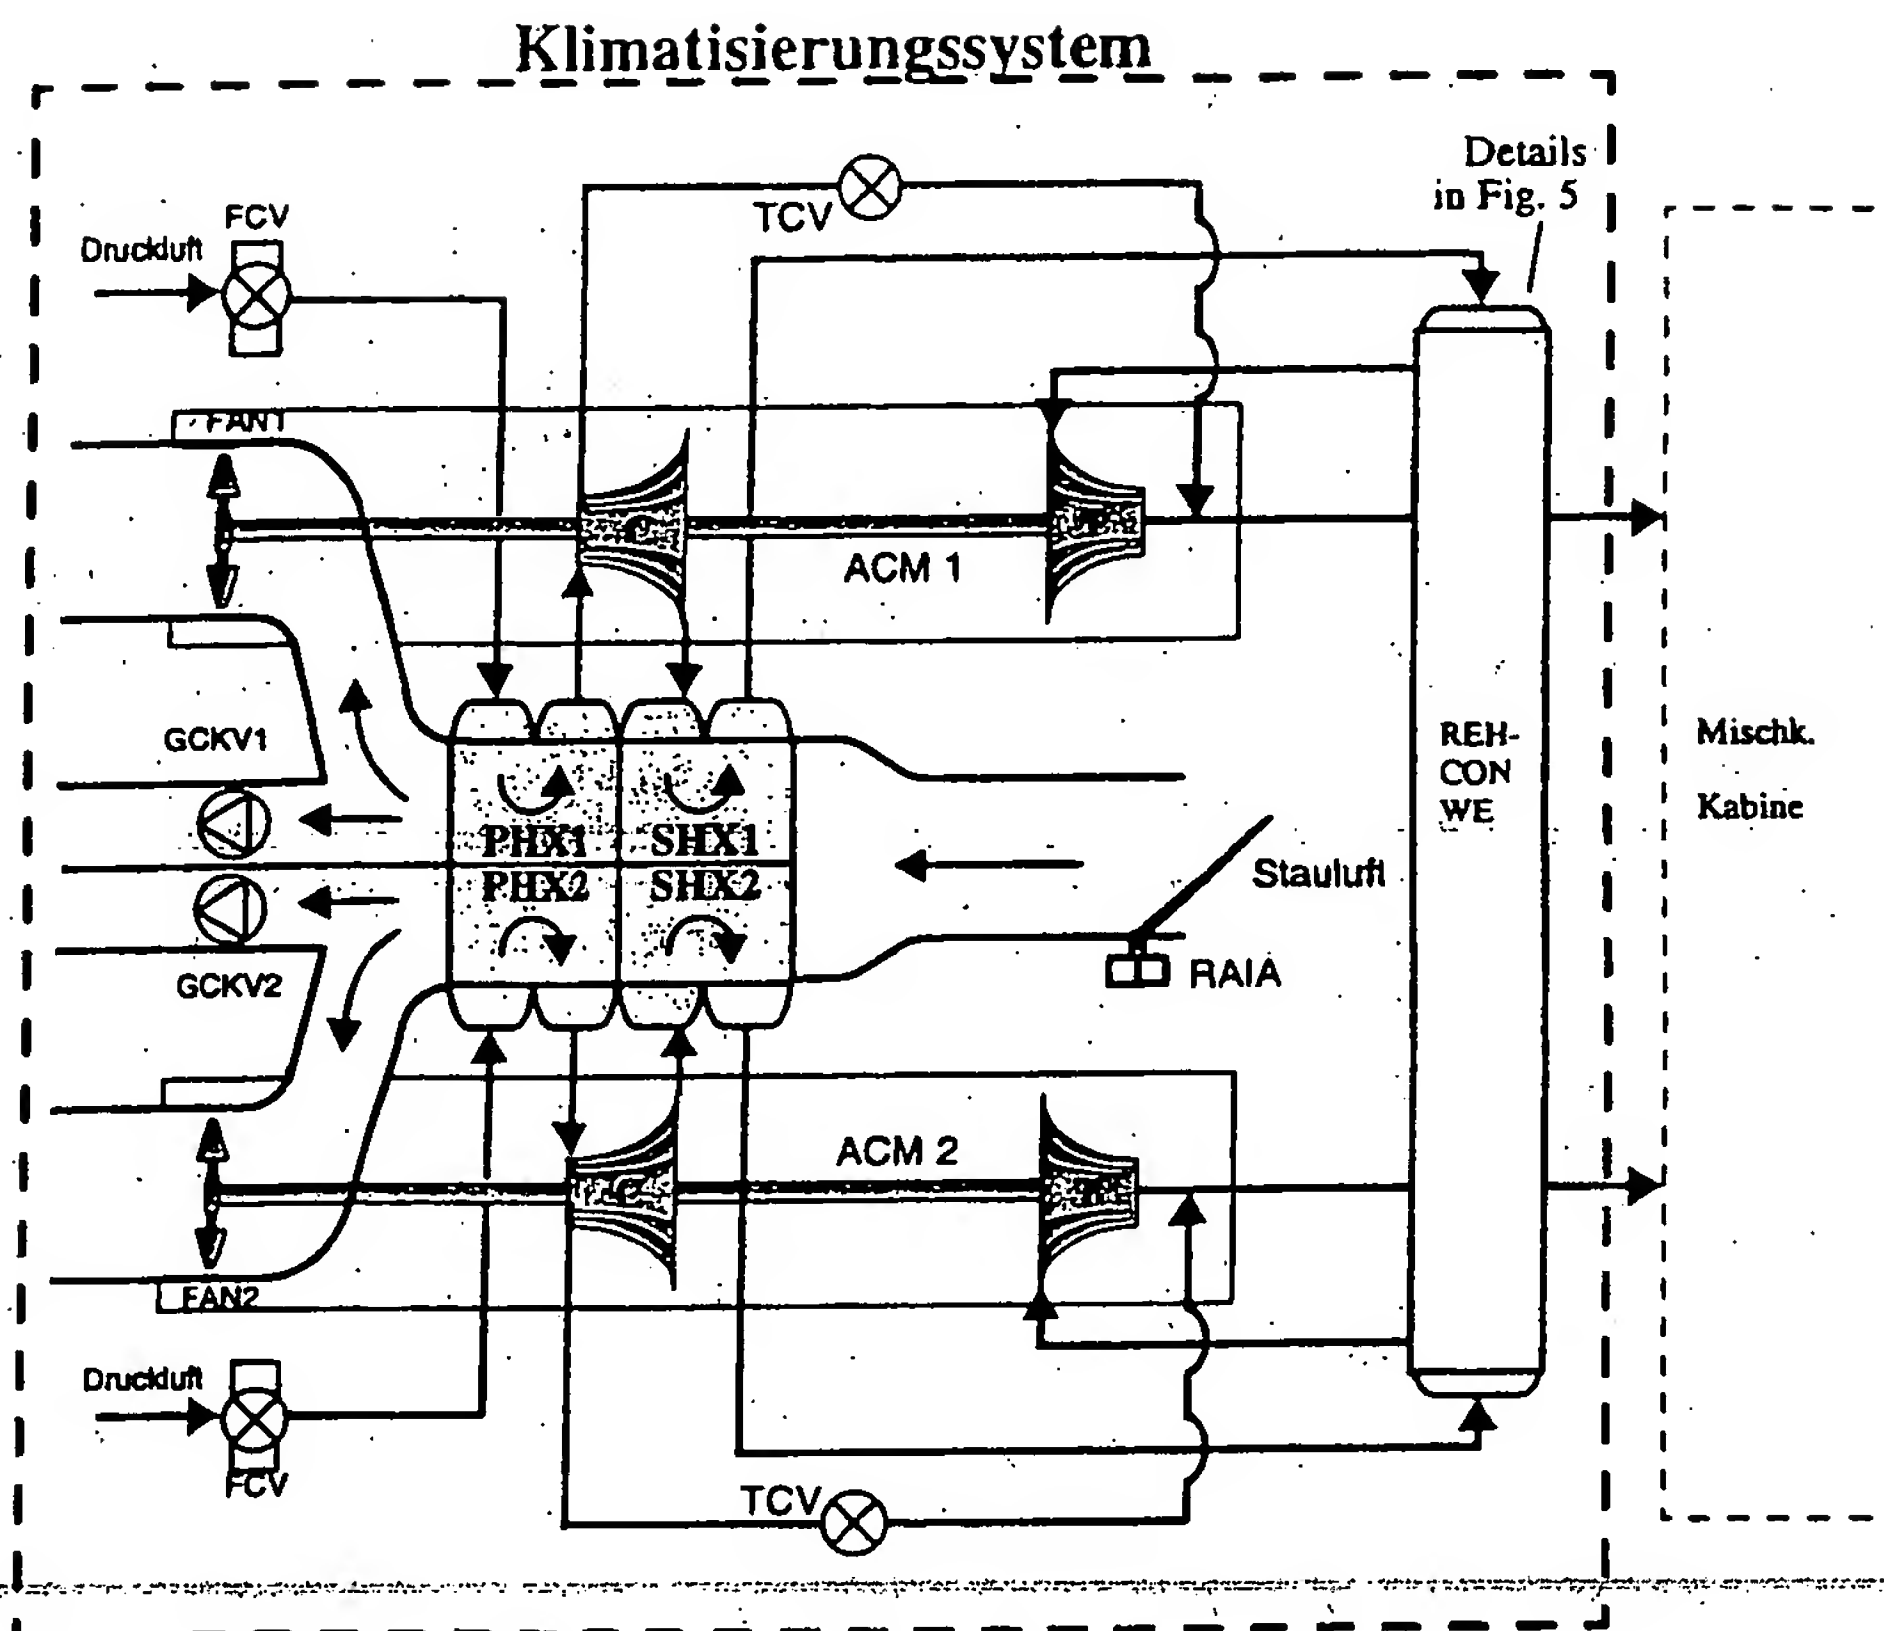 Klimatisierungssystem
Details
in Fig. 5
TCV
FCV
Druckluft
FAN1
C
T
ACM 1
GCKV1
PHX1
SHX1
PHX2
SHX2
Stauluft
RAIA
GCKV2
REH-
CON
WE
Mischk.
Kabine
ACM 2
C
FAN2
Druckluft
FCV
TCV